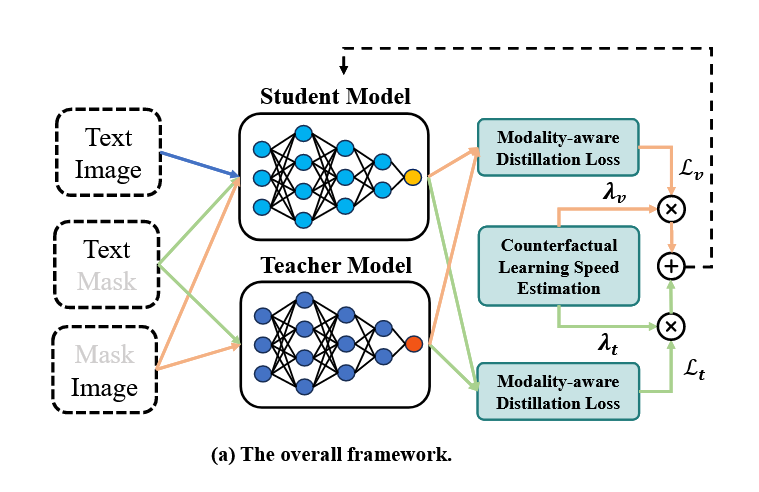 Student Model
Text
Image
Text
Mask
Mask
Image
Teacher Model
Modality-aware
Distillation Loss
ℒ𝑣
𝝀𝒗
×
Counterfactual
Learning Speed
Estimation
+
×
𝝀𝒕
Modality-aware
Distillation Loss
ℒ𝑡
(a) The overall framework.